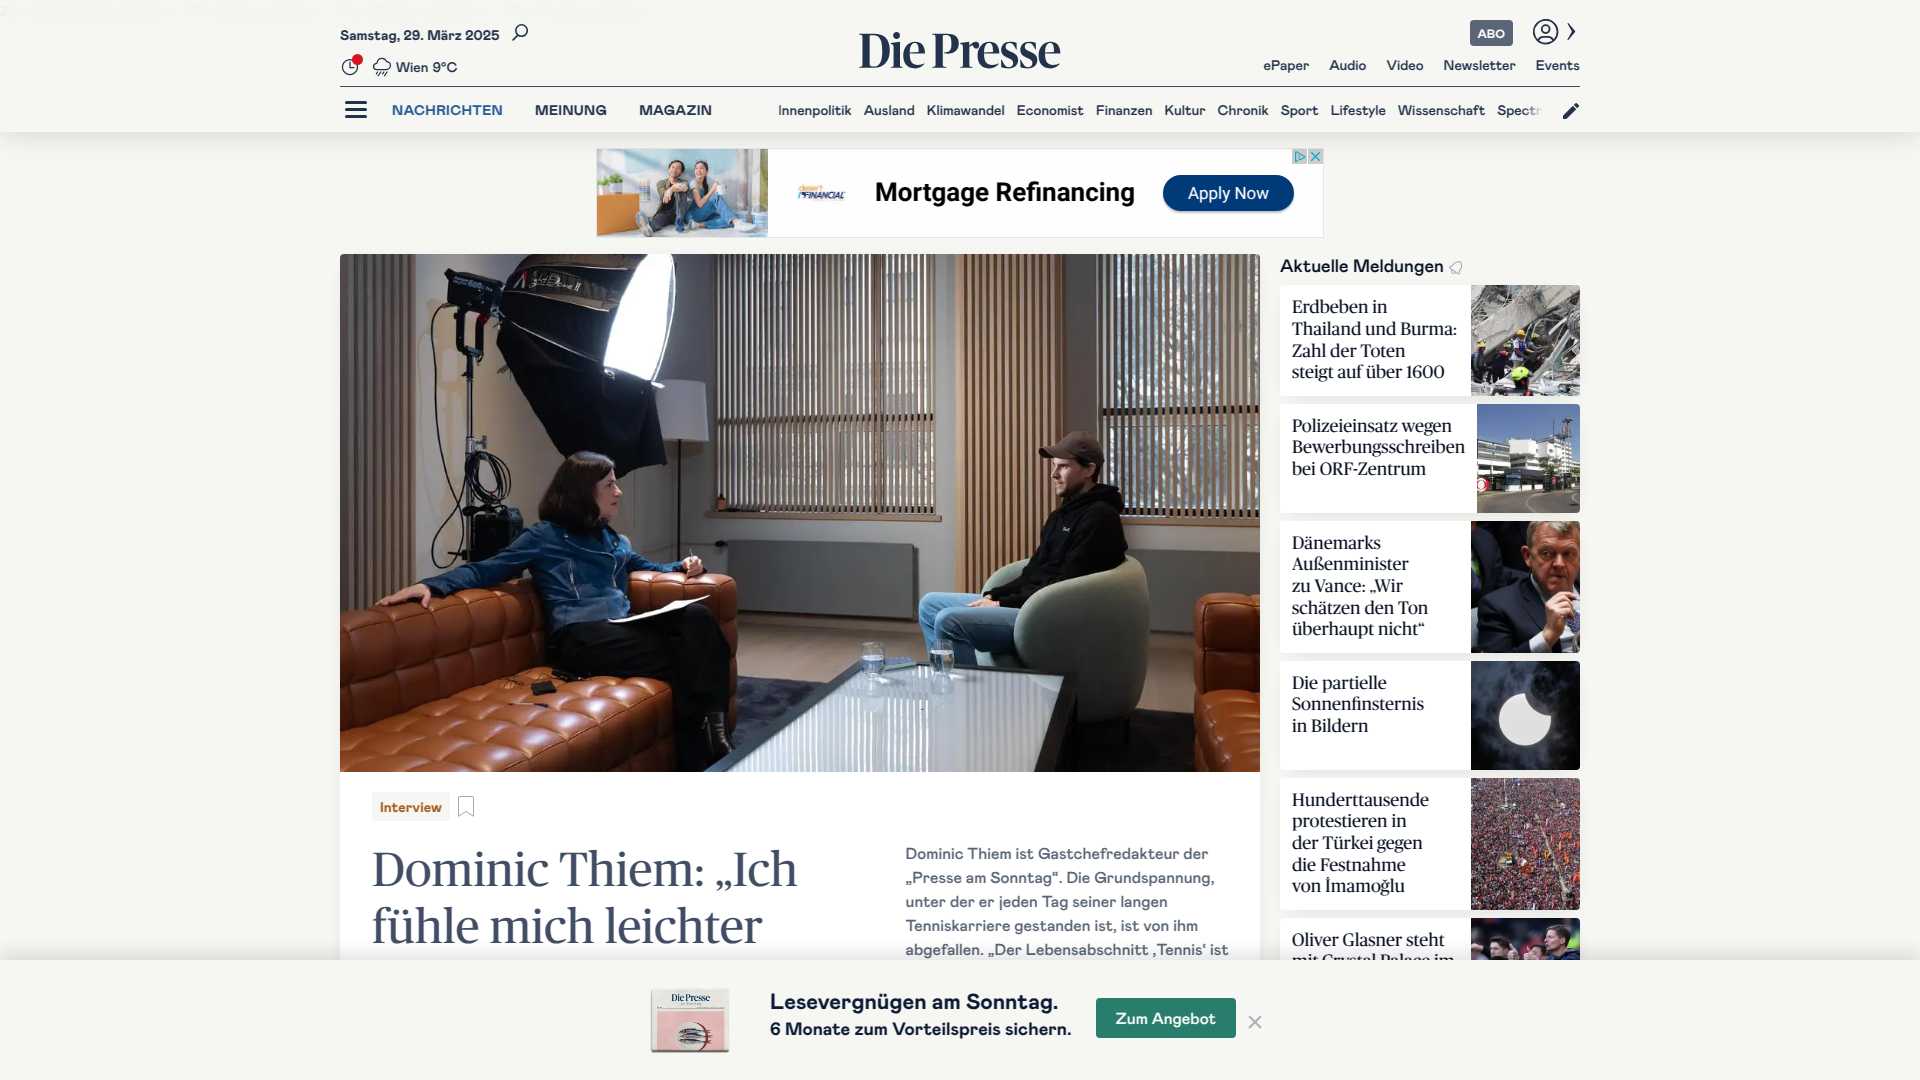 Samstag, 29. März 2025
Wien 9°C
Die Presse
ABO
ePaper Audio Video Newsletter Events
NACHRICHTEN MEINUNG MAGAZIN
Innenpolitik Ausland Klimawandel Economist Finanzen Kultur Chronik Sport Lifestyle Wissenschaft
FINANCIAL
Mortgage Refinancing
Apply Now
Interview
Dominic Thiem: „Ich
fühle mich leichter
Dominic Thiem ist Gastchefredakteur der
„Presse am Sonntag“. Die Grundspannung,
unter der er jeden Tag seiner langen
Tenniskarriere gestanden ist, ist von ihm
abgefallen. „Der Lebensabschnitt ‚Tennis‘ ist
Aktuelle Meldungen
Erdbeben in
Thailand und Burma:
Zahl der Toten
steigt auf über 1600
Polizeieinsatz wegen
Bewerbungsschreiben
bei ORF-Zentrum
Dänemarks
Außenminister
zu Vance: „Wir
schätzen den Ton
überhaupt nicht“
Die partielle
Sonnenfinsternis
in Bildern
Hunderttausende
protestieren in
der Türkei gegen
die Festnahme
von İmamoğlu
Oliver Glasner steht
mit Crystal Palace im
Die Presse
Lesevergnügen am Sonntag.
6 Monate zum Vorteilspreis sichern.
Zum Angebot